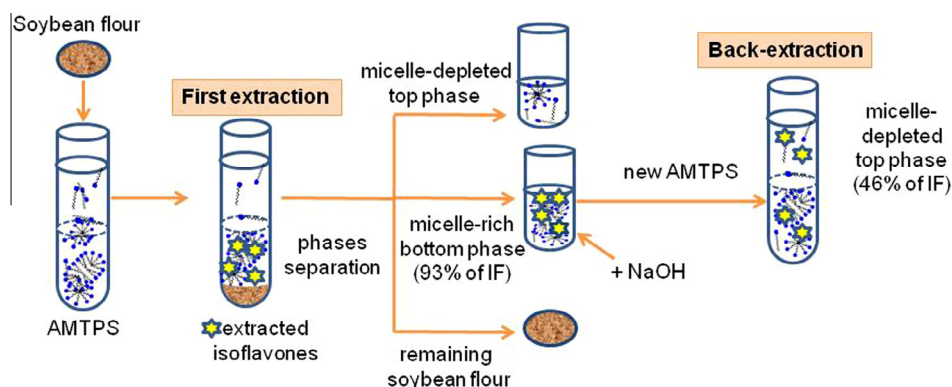 Soybean flour
AMTPS
First extraction
extracted
isoflavones
phases
separation
micelle-depleted
top phase
micelle-rich
bottom phase
(93% of IF)
remaining
soybean flour
+ NaOH
new AMTPS
Back-extraction
micelle-
depleted
top phase
(46% of IF)